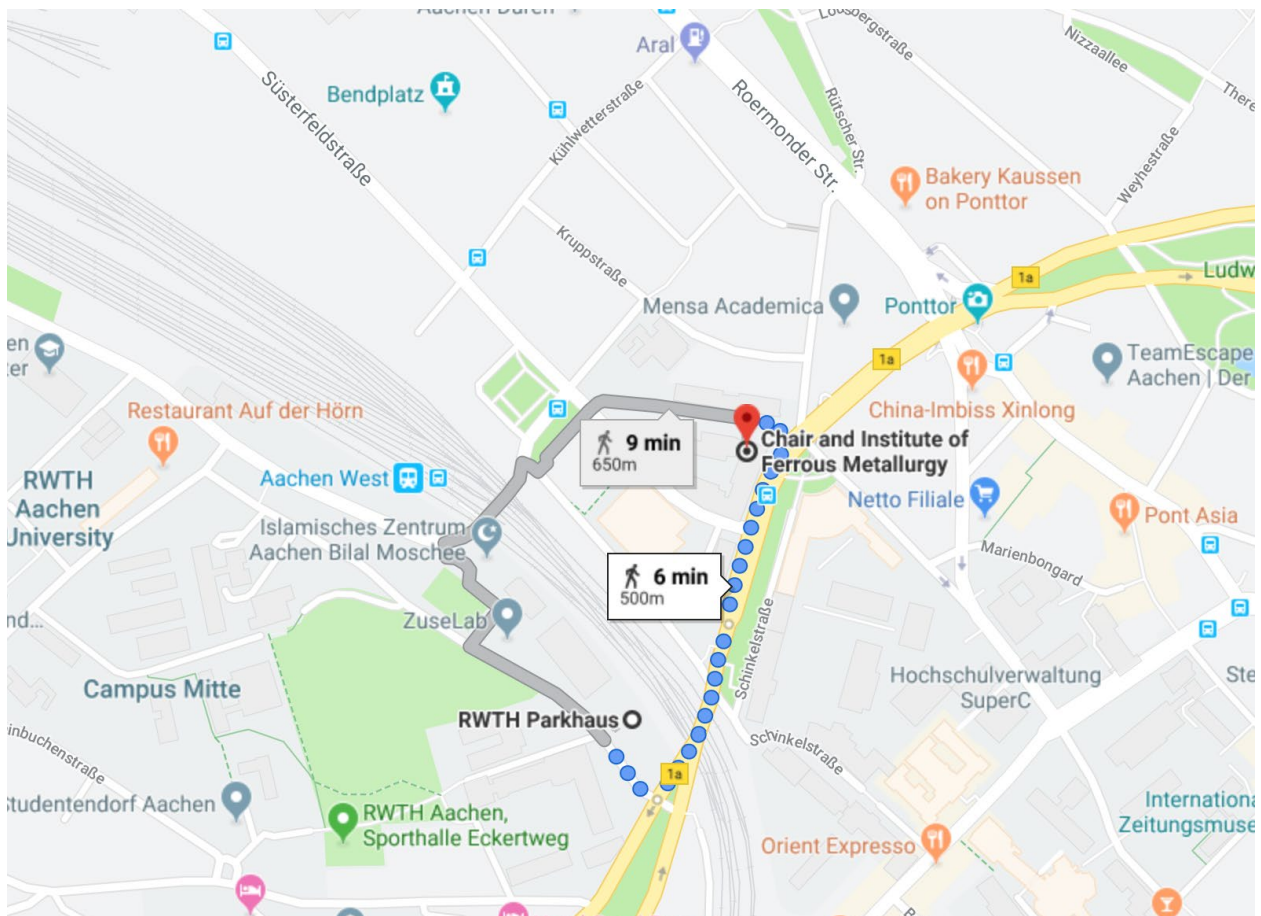 Aachen Düren
Loosbergstraße
Aral
Nizzaallee
Bendplatz
Süsterfeldstraße
Roermonder Str.
Rütscher Str.
Kühlwetterstraße
Bakery Kaussen
on Ponttor
Weyhestraße
Kruppstraße
1a
Ludw
Mensa Academica
Ponttor
1a
TeamEscape
Aachen | Der
en
er
Restaurant Auf der Hörn
China-Imbiss Xinlong
9 min
650m
Chair and Institute of
Ferrous Metallurgy
RWTH
Aachen
University
Aachen West
Netto Filiale
Pont Asia
Islamisches Zentrum
Aachen Bilal Moschee
Marienbongard
6 min
500m
nd...
ZuseLab
Schinkelstraße
Campus Mitte
Hochschulverwaltung
SuperC
Ste
RWTH Parkhaus
inbuchenstraße
Schinkelstraße
1a
Studentendorf Aachen
RWTH Aachen,
Sporthalle Eckertweg
Internationa
Zeitungsmuse
Orient Expresso